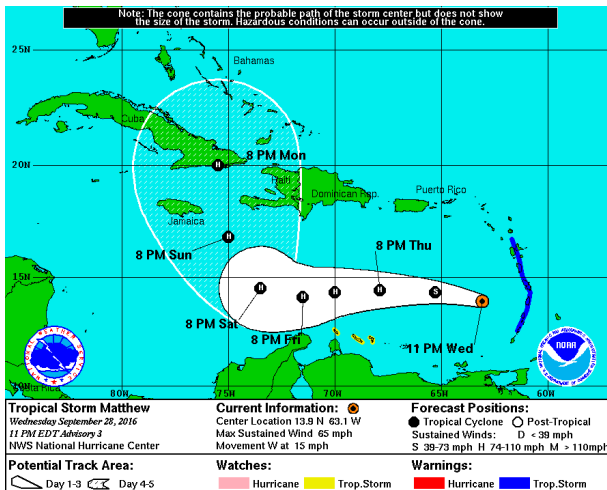 Note: The cone contains the probable path of the storm center but does not show
the size of the storm. Hazardous conditions can occur outside of the cone.
25N
Bahamas
Cuba
8 PM Mon
20N
Haiti
Dominican Rep.
Puerto Rico
Jamaica
H
8 PM Sun
H
8 PM Thu
15N
H
H
H
H
S
8 PM Sat
8 PM Fri
11 PM Wed
NATIONAL WEATHER SERVICE
NOAA
Costa Rica
80W
75W
70W
65W
60W
Tropical Storm Matthew
Wednesday September 28, 2016
11 PM EDT Advisory 3
NWS National Hurricane Center
Current Information:
Center Location 13.9 N 63.1 W
Max Sustained Wind 65 mph
Movement W at 15 mph
Forecast Positions:
Tropical Cyclone Post-Tropical
Sustained Winds: D < 39 mph
S 39-73 mph H 74-110 mph M > 110mph
Potential Track Area:
Day 1-3 Day 4-5
Watches:
Hurricane Trop.Storm
Warnings:
Hurricane Trop.Storm